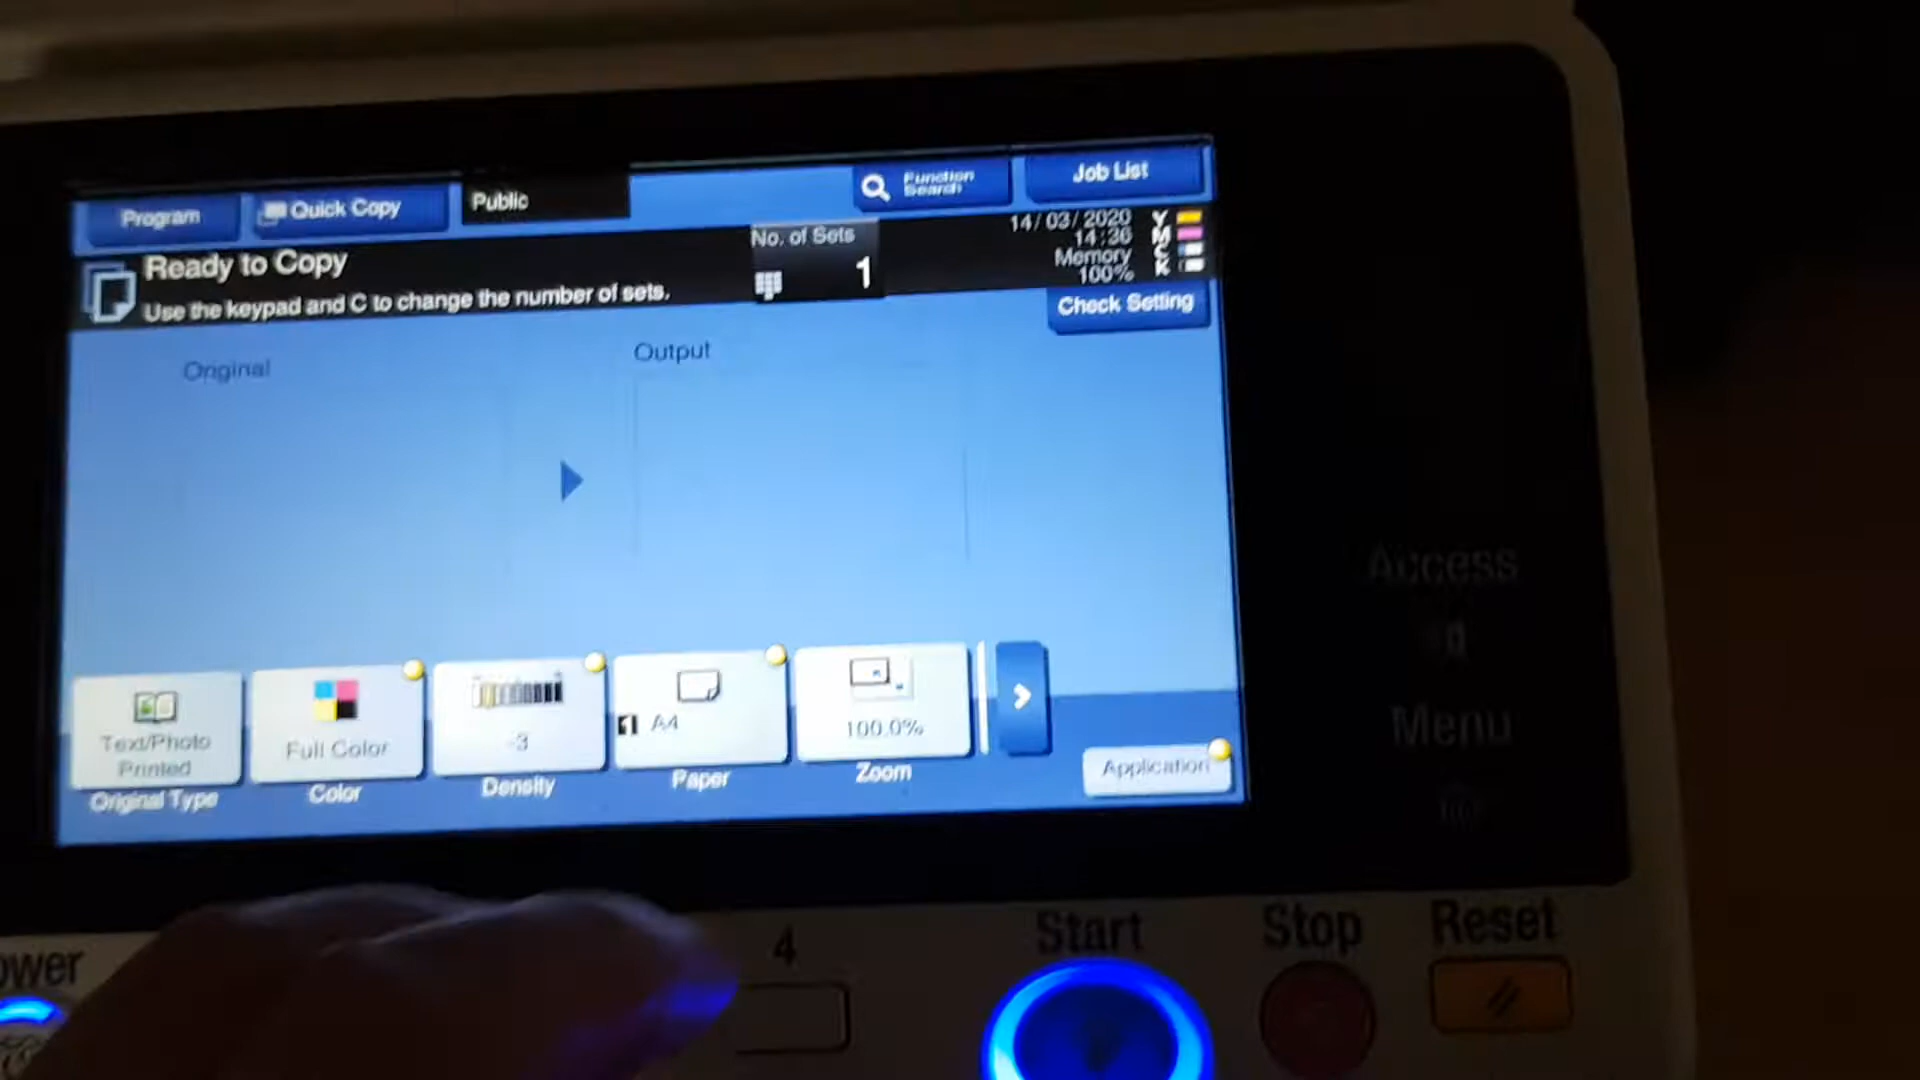 Program
Quick Copy
Public
Function
Search
Job List
Ready to Copy
Use the keypad and C to change the number of sets.
No. of Sets
1
14/03/2020
14:36
Memory
100%
Y
M
C
K
Check Setting
Original
Output
Text/Photo
Printed
Original Type
Full Color
Color
-3
Density
1 A4
Paper
100.0%
Zoom
Application
Access
Menu
ower
4
Start
Stop
Reset